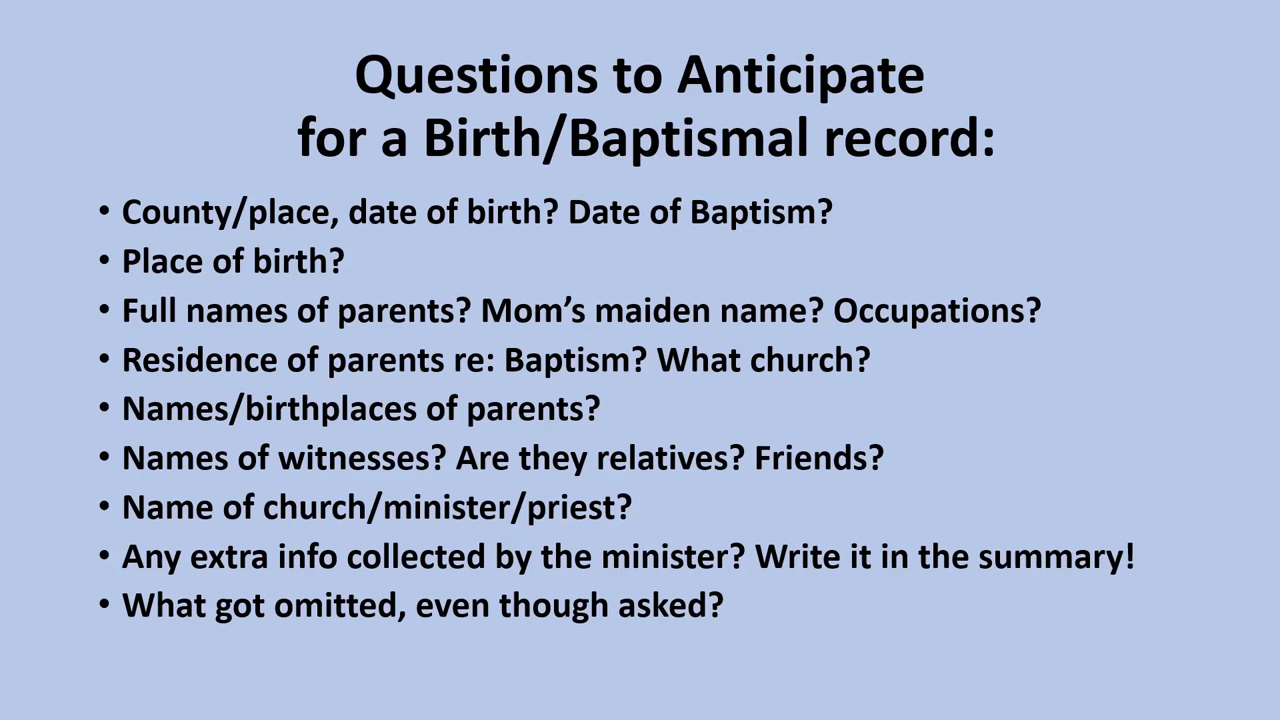 Questions to Anticipate
for a Birth/Baptismal record:
• County/place, date of birth? Date of Baptism?
• Place of birth?
• Full names of parents? Mom’s maiden name? Occupations?
• Residence of parents re: Baptism? What church?
• Names/birthplaces of parents?
• Names of witnesses? Are they relatives? Friends?
• Name of church/minister/priest?
• Any extra info collected by the minister? Write it in the summary!
• What got omitted, even though asked?